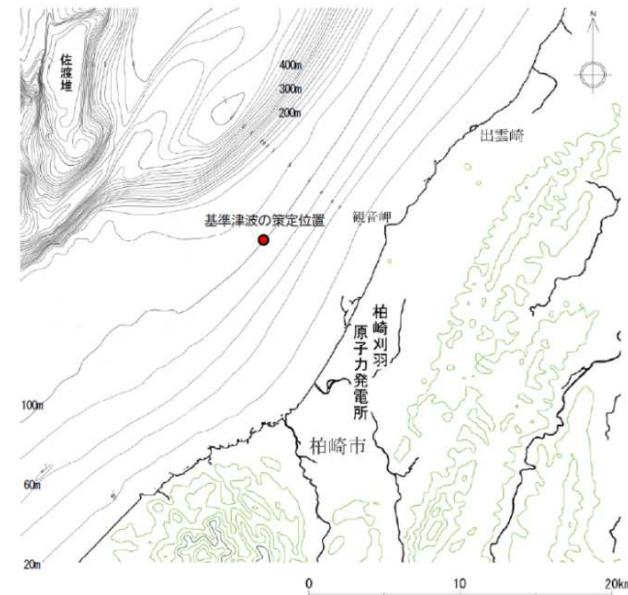 N
佐渡堆
400m
300m
200m
出雲崎
基準津波の策定位置
観音岬
柏崎刈羽
原子力発電所
100m
柏崎市
60m
20m
0 10 20km